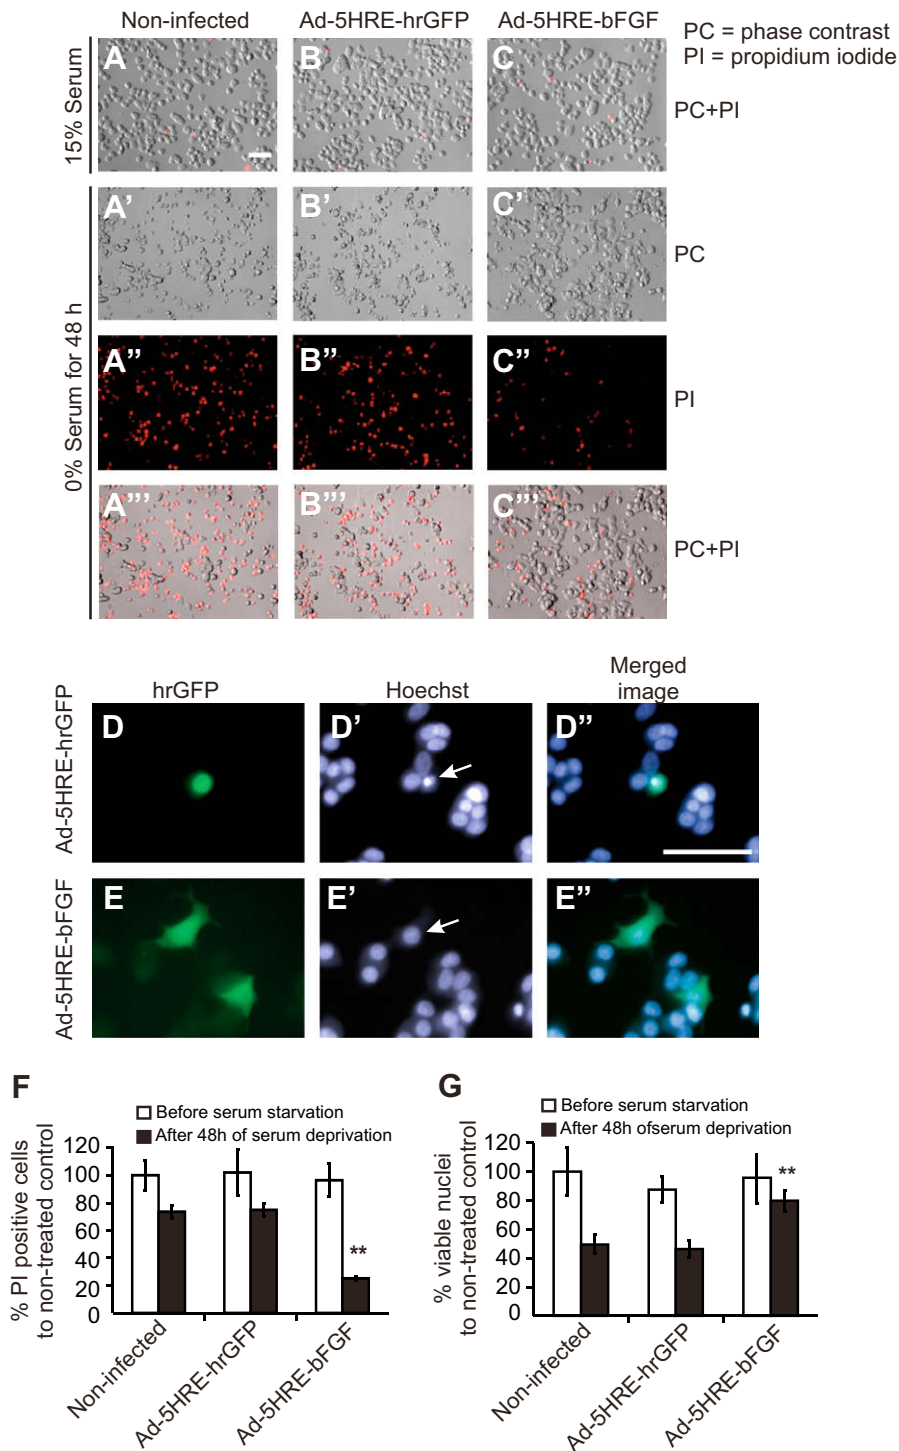 Non-infected Ad-5HRE-hrGFP Ad-5HRE-bFGF
PC = phase contrast
PI = propidium iodide
15% Serum
A B C
PC+PI
0% Serum for 48 h
A' B' C'
PC
A" B" C"
PI
A"' B"' C"'
PC+PI
hrGFP Hoechst Merged image
Ad-5HRE-hrGFP
D D' D"
Ad-5HRE-bFGF
E E' E"
F
Before serum starvation
After 48h of serum deprivation
% PI positive cells
to non-treated control
120
100
80
60
40
20
0
**
Non-infected
Ad-5HRE-hrGFP
Ad-5HRE-bFGF
G
Before serum starvation
After 48h ofserum deprivation
% viable nuclei
to non-treated control
120
100
80
60
40
20
0
**
Non-infected
Ad-5HRE-hrGFP
Ad-5HRE-bFGF